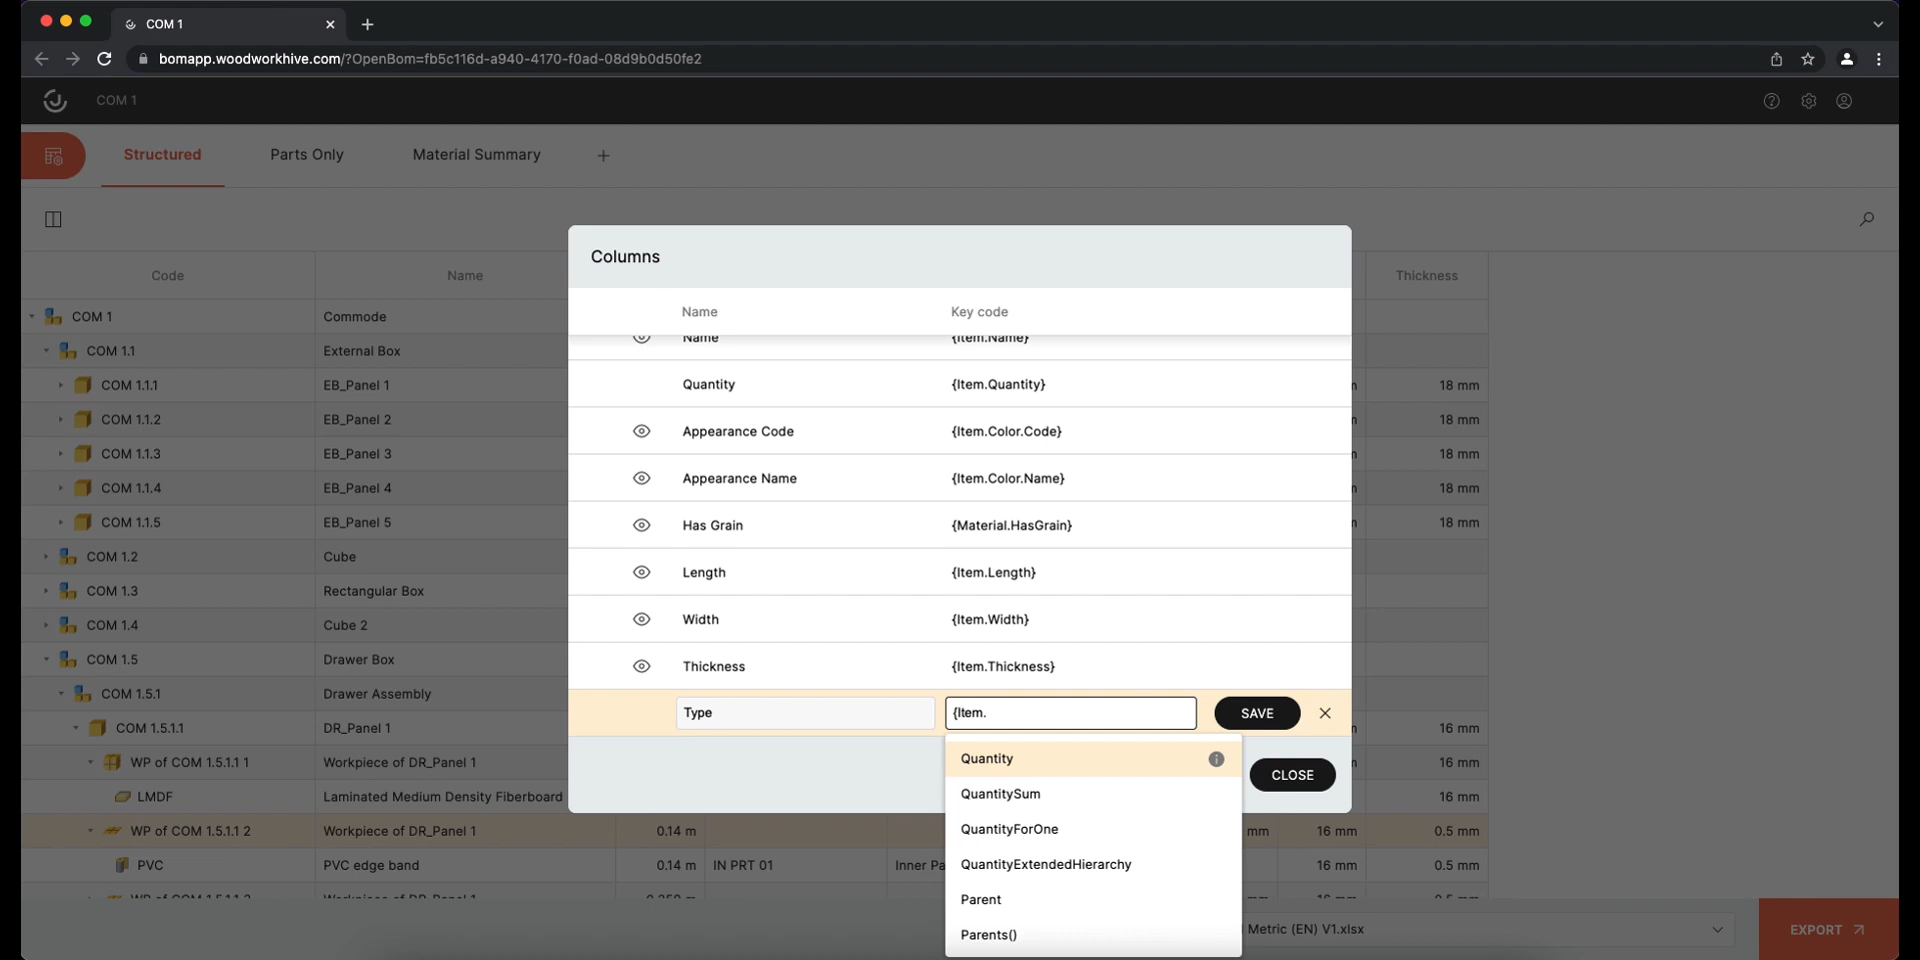 COM 1
bomapp.woodworkhive.com/?OpenBom=fb5c116d-a940-4170-f0ad-08d9b0d50fe2
COM 1
Structured Parts Only Material Summary
Code Name Thickness
COM 1 Commode
COM 1.1 External Box
COM 1.1.1 EB_Panel 1 18 mm
COM 1.1.2 EB_Panel 2 18 mm
COM 1.1.3 EB_Panel 3 18 mm
COM 1.1.4 EB_Panel 4 18 mm
COM 1.1.5 EB_Panel 5 18 mm
COM 1.2 Cube
COM 1.3 Rectangular Box
COM 1.4 Cube 2
COM 1.5 Drawer Box
COM 1.5.1 Drawer Assembly
COM 1.5.1.1 DR_Panel 1 16 mm
WP of COM 1.5.1.1 1 Workpiece of DR_Panel 1 16 mm
LMDF Laminated Medium Density Fiberboard 16 mm
WP of COM 1.5.1.1 2 Workpiece of DR_Panel 1 0.14 m mm 16 mm 0.5 mm
PVC PVC edge band 0.14 m IN PRT 01 Inner Pa 16 mm 0.5 mm
Columns
Name Key code
Name {Item.Name}
Quantity {Item.Quantity}
Appearance Code {Item.Color.Code}
Appearance Name {Item.Color.Name}
Has Grain {Material.HasGrain}
Length {Item.Length}
Width {Item.Width}
Thickness {Item.Thickness}
Type {Item. SAVE
Quantity
QuantitySum
QuantityForOne
QuantityExtendedHierarchy
Parent
Parents()
CLOSE
Metric (EN) V1.xlsx
EXPORT